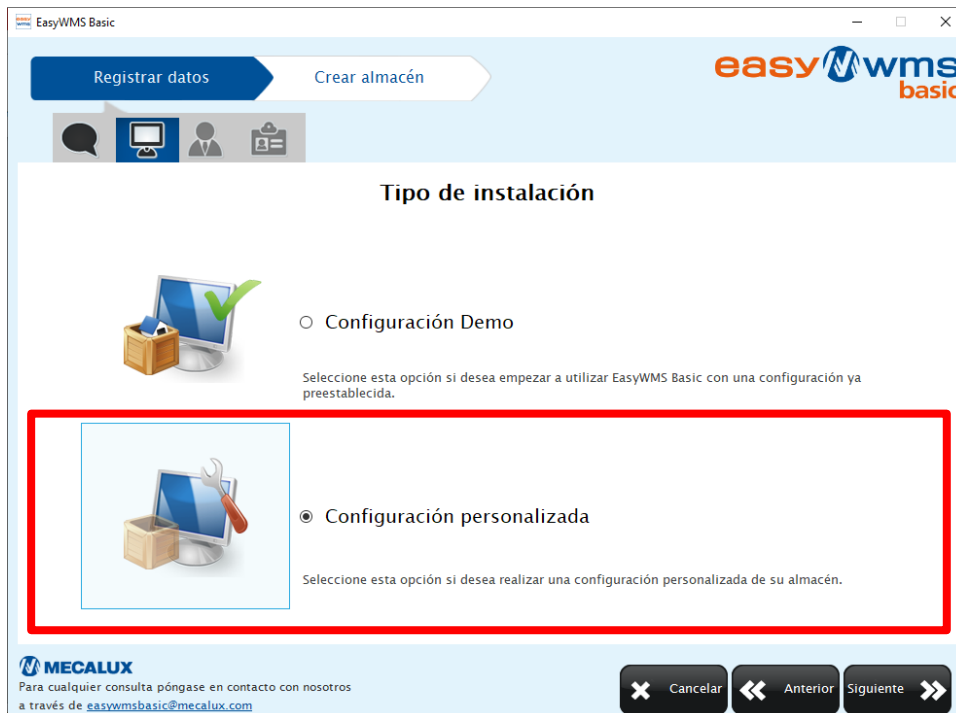 EasyWMS Basic
Registrar datos
Crear almacén
easy wms
basic
Tipo de instalación
Configuración Demo
Seleccione esta opción si desea empezar a utilizar EasyWMS Basic con una configuración ya
preestablecida.
Configuración personalizada
Seleccione esta opción si desea realizar una configuración personalizada de su almacén.
MECALUX
Para cualquier consulta póngase en contacto con nosotros
a través de easywmsbasic@mecalux.com
Cancelar
Anterior
Siguiente